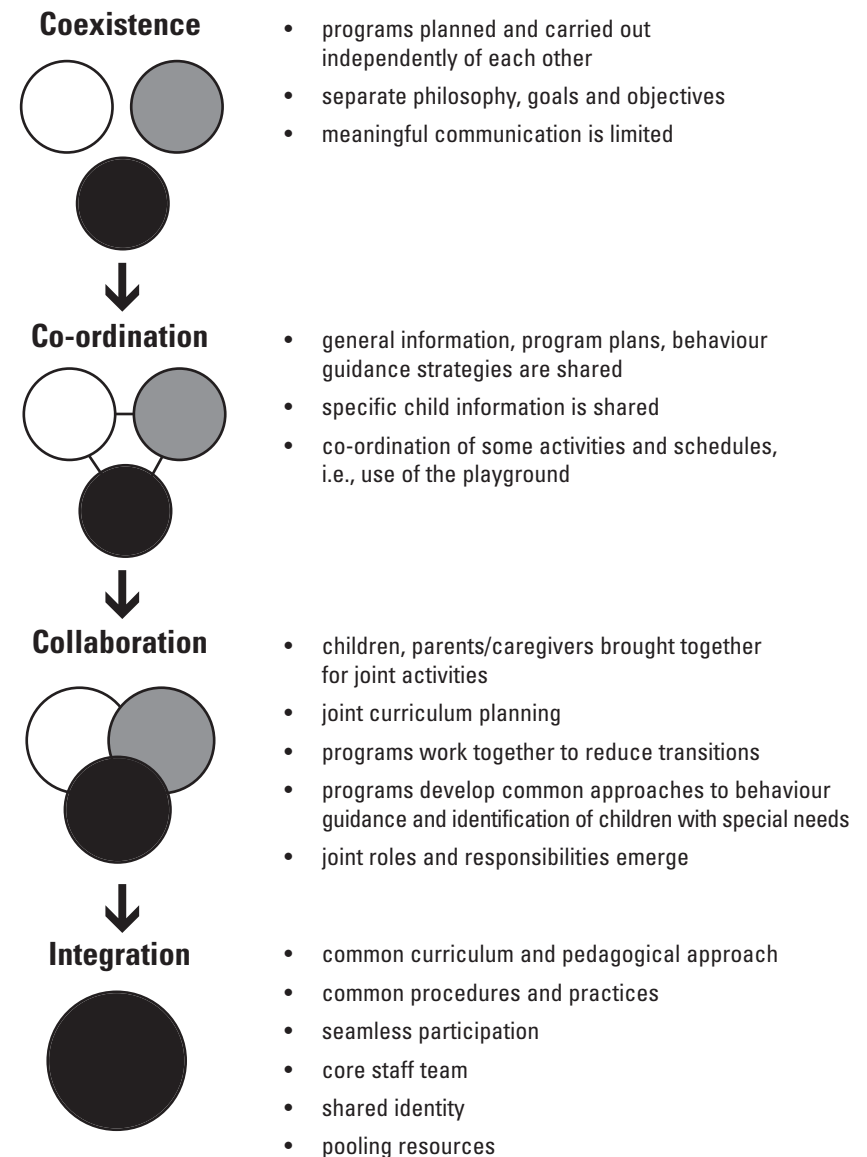 Coexistence
• programs planned and carried out
independently of each other
• separate philosophy, goals and objectives
• meaningful communication is limited
Co-ordination
• general information, program plans, behaviour
guidance strategies are shared
• specific child information is shared
• co-ordination of some activities and schedules,
i.e., use of the playground
Collaboration
• children, parents/caregivers brought together
for joint activities
• joint curriculum planning
• programs work together to reduce transitions
• programs develop common approaches to behaviour
guidance and identification of children with special needs
• joint roles and responsibilities emerge
Integration
• common curriculum and pedagogical approach
• common procedures and practices
• seamless participation
• core staff team
• shared identity
• pooling resources